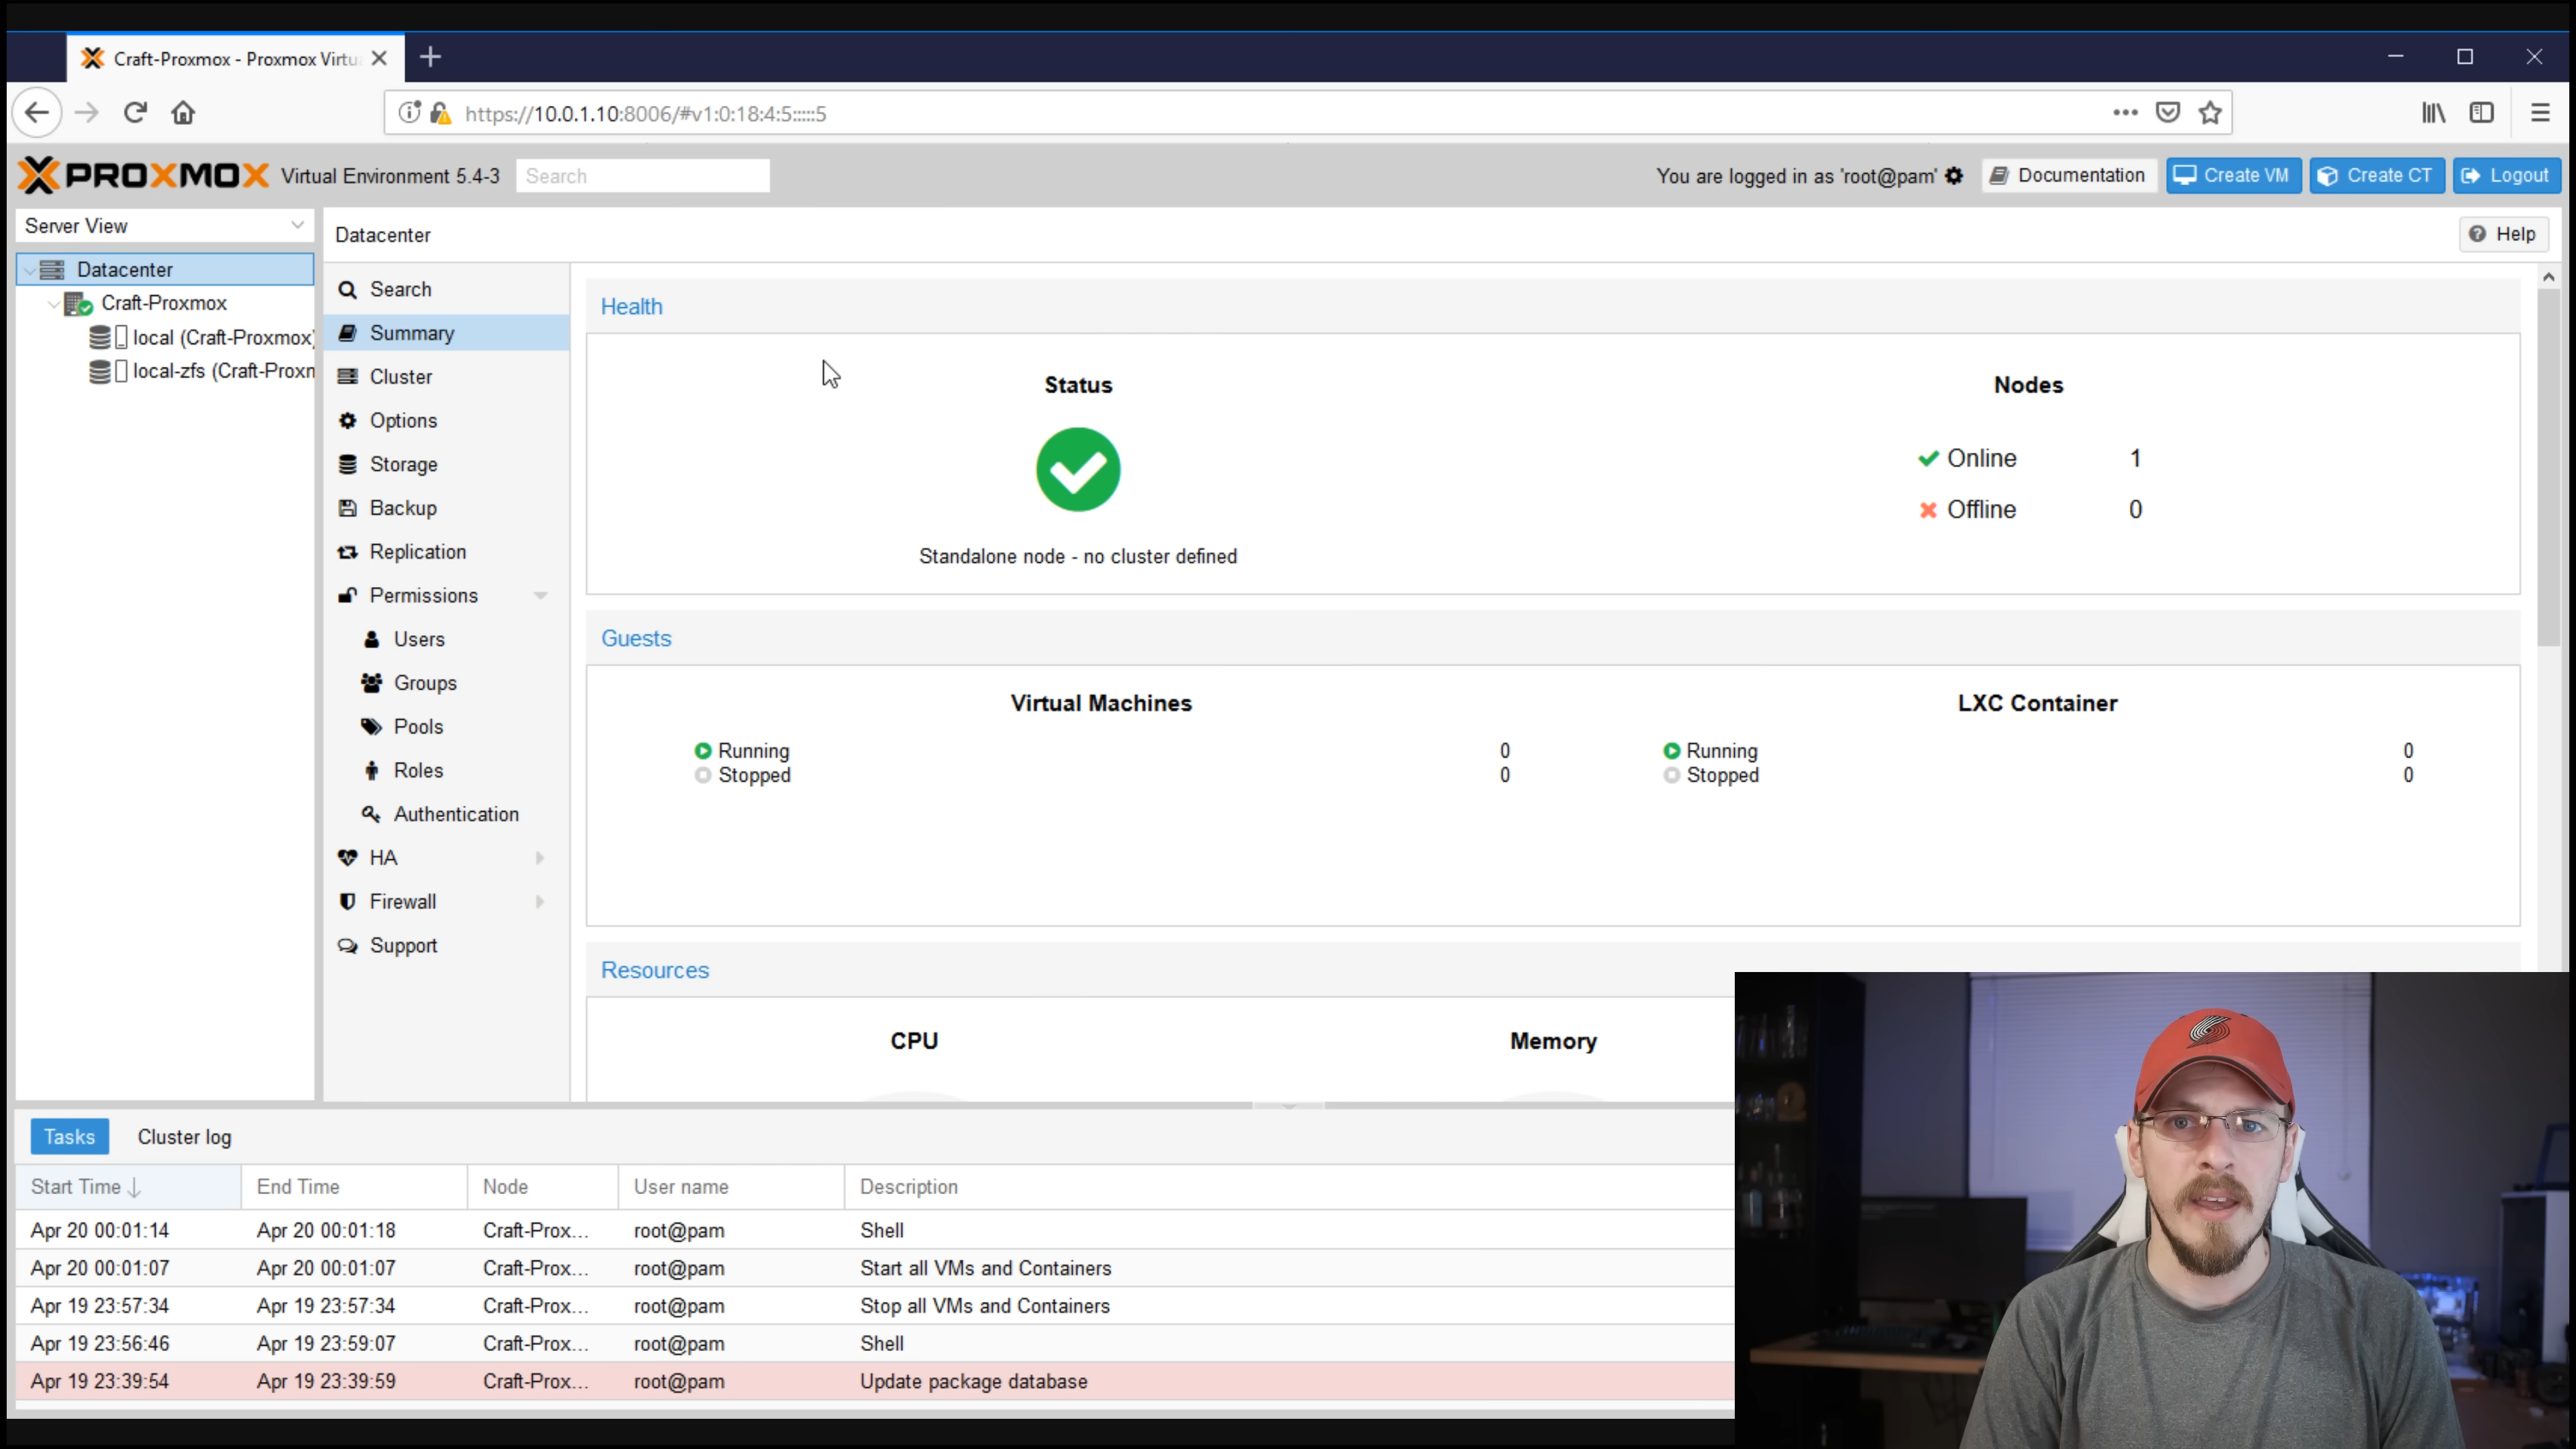 Craft-Proxmox - Proxmox Virtu
https://10.0.1.10:8006/#v1:0:18:4:5:::::5
PROXMOX Virtual Environment 5.4-3 Search You are logged in as 'root@pam' Documentation Create VM Create CT Logout
Server View
Datacenter
Craft-Proxmox
local (Craft-Proxmox)
local-zfs (Craft-Proxm
Datacenter
Help
Search
Summary
Cluster
Options
Storage
Backup
Replication
Permissions
Users
Groups
Pools
Roles
Authentication
HA
Firewall
Support
Health
Status
Standalone node - no cluster defined
Nodes
Online 1
Offline 0
Guests
Virtual Machines
Running 0
Stopped 0
LXC Container
Running 0
Stopped 0
Resources
CPU
Memory
Tasks Cluster log
Start Time End Time Node User name Description
Apr 20 00:01:14 Apr 20 00:01:18 Craft-Prox... root@pam Shell
Apr 20 00:01:07 Apr 20 00:01:07 Craft-Prox... root@pam Start all VMs and Containers
Apr 19 23:57:34 Apr 19 23:57:34 Craft-Prox... root@pam Stop all VMs and Containers
Apr 19 23:56:46 Apr 19 23:59:07 Craft-Prox... root@pam Shell
Apr 19 23:39:54 Apr 19 23:39:59 Craft-Prox... root@pam Update package database